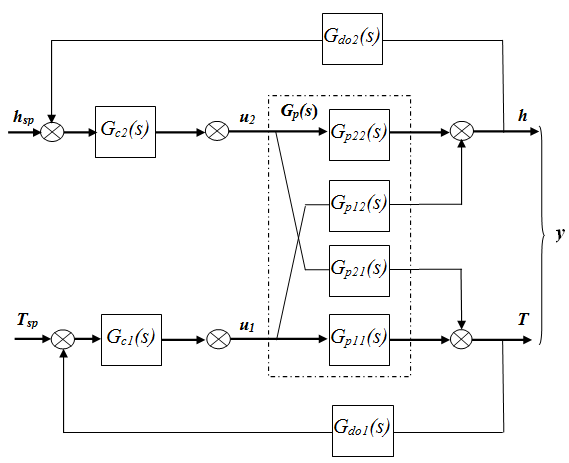 Gdo2(s)
hsp
Gc2(s)
u2
Gp(s)
Gp22(s)
h
Gp12(s)
y
Gp21(s)
Tsp
Gc1(s)
u1
Gp11(s)
T
Gdo1(s)